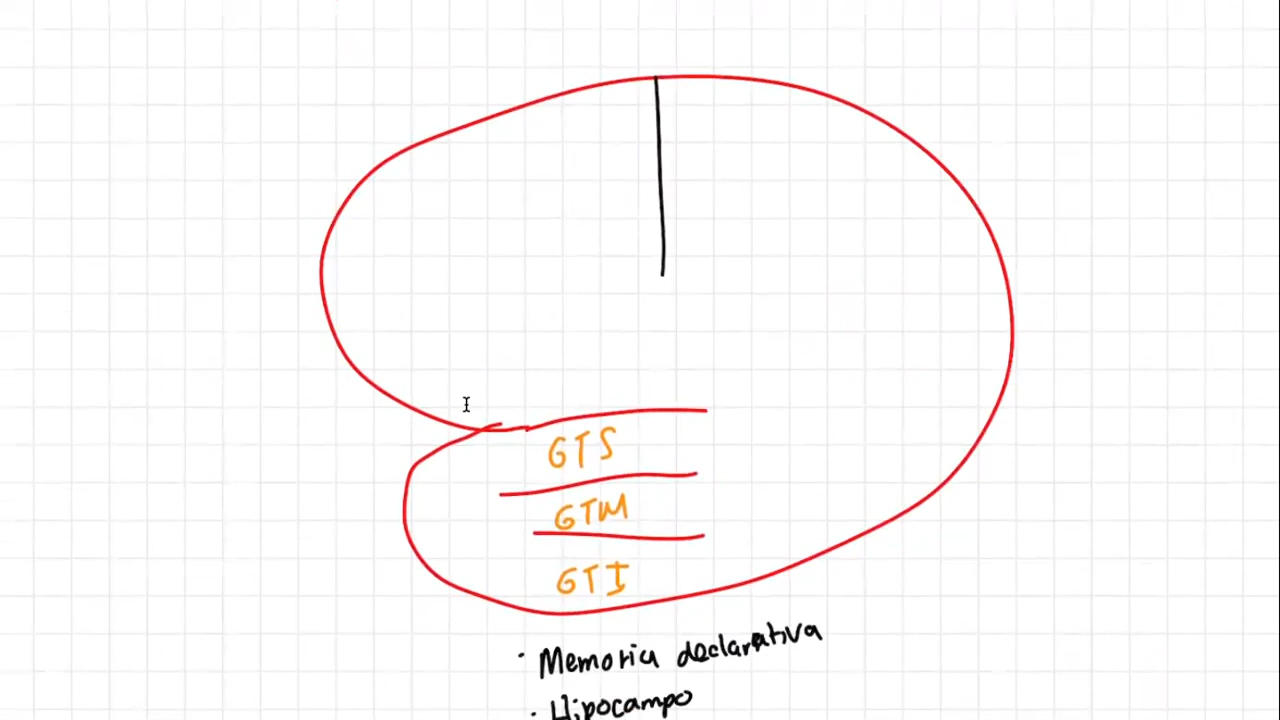 GTS
GTM
GTI
· Memoria declarativa
· Hipocampo